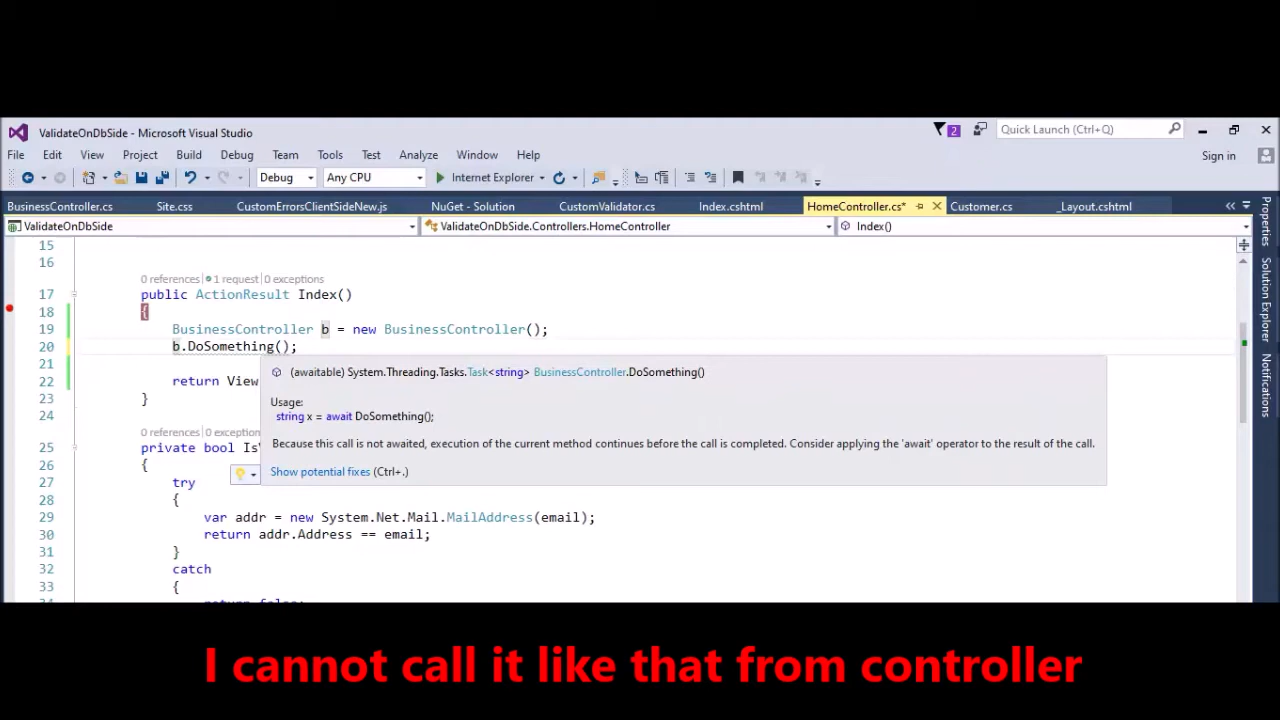 ValidateOnDbSide - Microsoft Visual Studio
2
Quick Launch (Ctrl+Q)
File Edit View Project Build Debug Team Tools Test Analyze Window Help
Sign in
Debug Any CPU Internet Explorer
BusinessController.cs Site.css CustomErrorsClientSideNew.js NuGet - Solution CustomValidator.cs Index.cshtml HomeController.cs* Customer.cs _Layout.cshtml
ValidateOnDbSide ValidateOnDbSide.Controllers.HomeController Index()
Properties
Solution Explorer
Notifications
15
16
0 references | 1 request | 0 exceptions
17 public ActionResult Index()
18 {
19 BusinessController b = new BusinessController();
20 b.DoSomething();
21
(awaitable) System.Threading.Tasks.Task<string> BusinessController.DoSomething()
22 return View
23 }
Usage:
string x = await DoSomething();
24
Because this call is not awaited, execution of the current method continues before the call is completed. Consider applying the 'await' operator to the result of the call.
Show potential fixes (Ctrl+.)
0 references | 0 exception
25 private bool Is
26 {
27 try
28 {
29 var addr = new System.Net.Mail.MailAddress(email);
30 return addr.Address == email;
31 }
32 catch
33 {
I cannot call it like that from controller